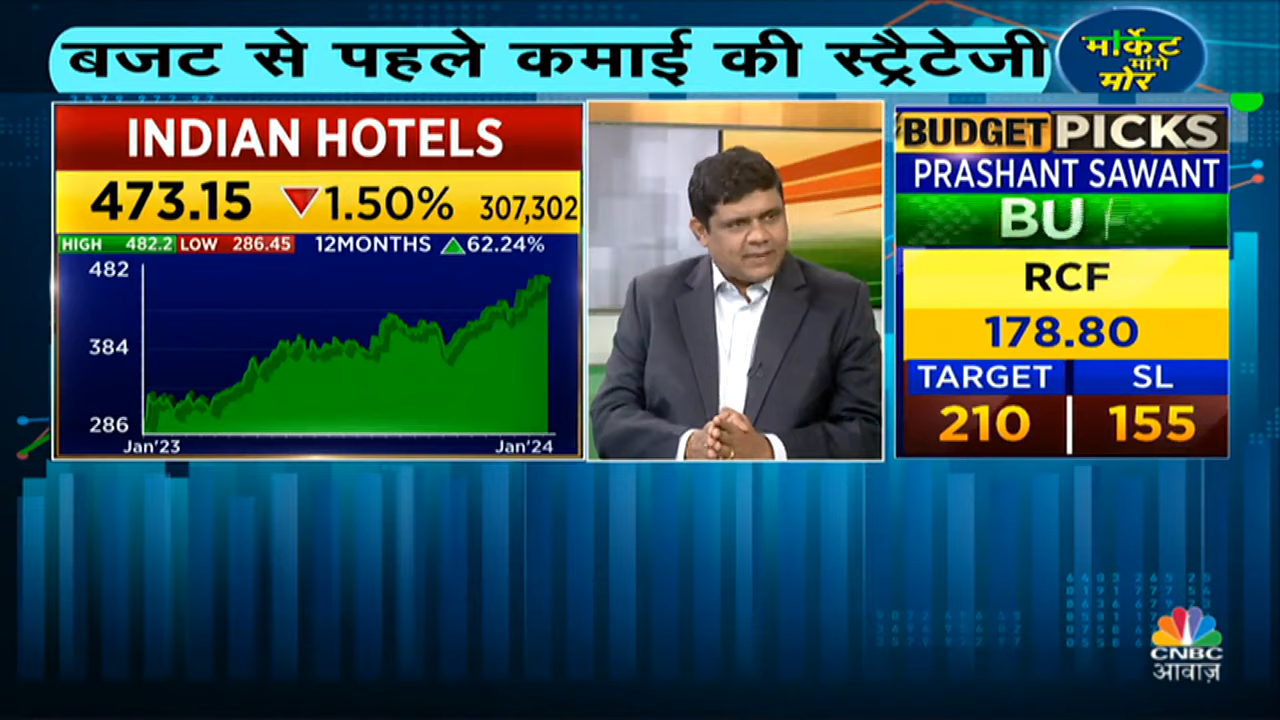 बजट से पहले कमाई की स्ट्रैटेजी
मार्केट
मांगे
मोर
INDIAN HOTELS
473.15 ▼1.50% 307,302
HIGH 482.2 LOW 286.45 12MONTHS ▲62.24%
482
384
286
Jan'23 Jan'24
BUDGET PICKS
PRASHANT SAWANT
BU
RCF
178.80
TARGET SL
210 155
CNBC
आवाज़